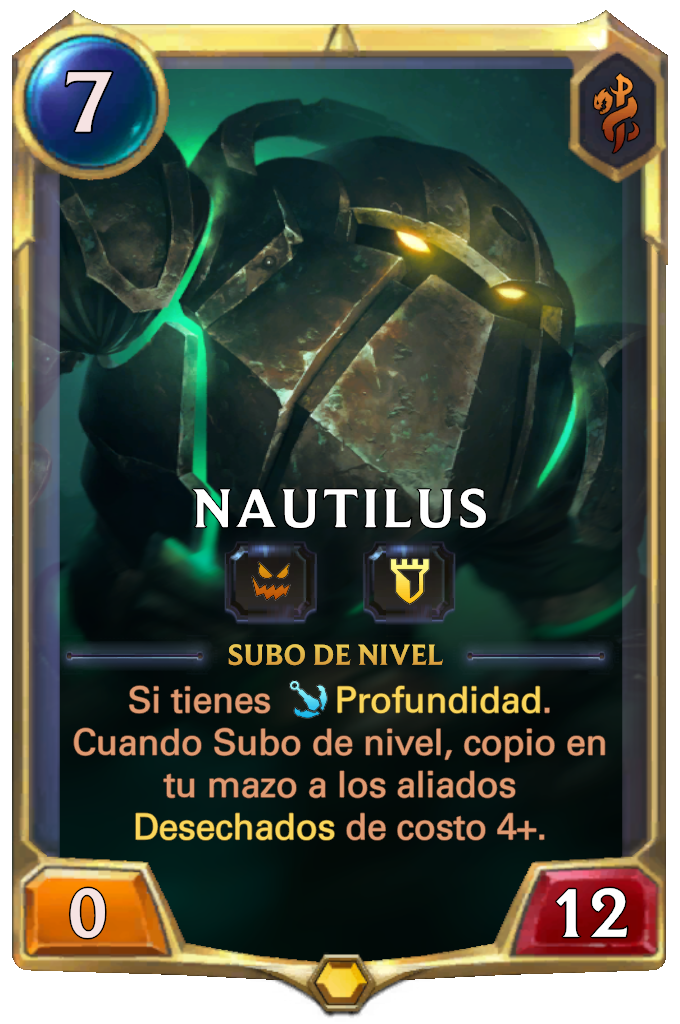 7
NAUTILUS
SUBO DE NIVEL
Si tienes Profundidad.
Cuando Subo de nivel, copio en
tu mazo a los aliados
Desechados de costo 4+.
0
12